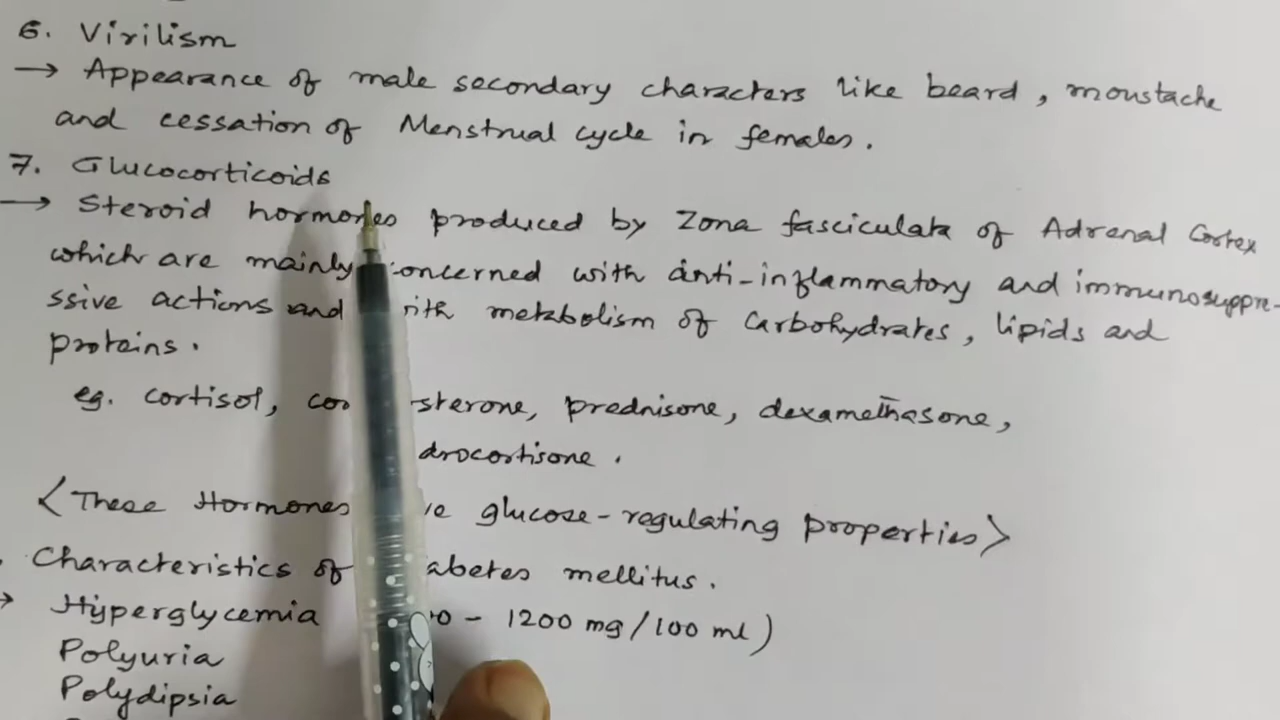 6. Virilism
→ Appearance of male secondary characters like beard, moustache
and cessation of Menstrual cycle in females.
7. Glucocorticoids
→ Steroid hormones produced by Zona fasciculata of Adrenal Cortex
which are mainly concerned with anti-inflammatory and immunosuppre-
ssive actions and with metabolism of Carbohydrates, lipids and
proteins.
eg. cortisol, sterone, prednisone, dexamethasone,
drocortisone.
<These Hormones glucose-regulating properties>
Characteristics of mellitus.
→ Hyperglycemia - 1200 mg/100 ml)
Polyuria
Polydipsia